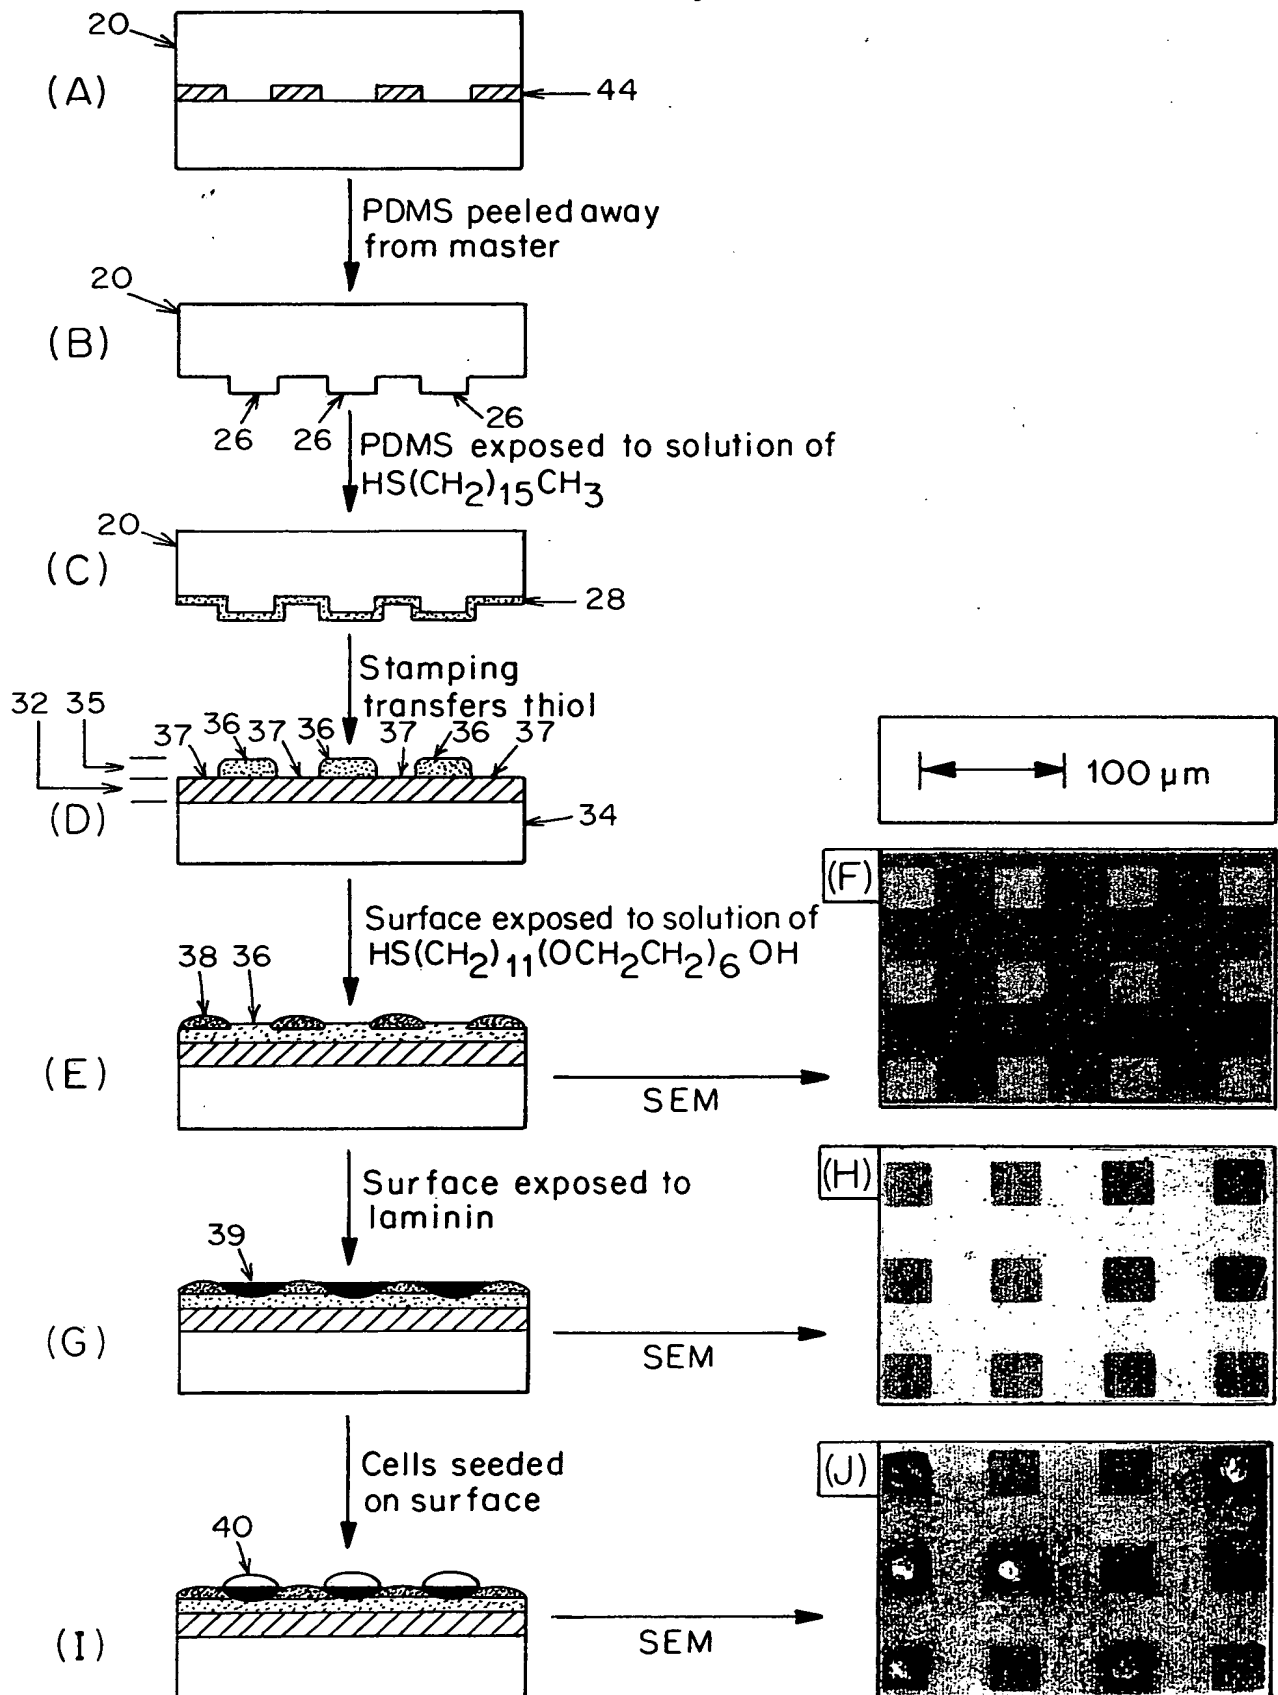 20
(A)
44
PDMS peeled away
from master
20
(B)
26
26
26
PDMS exposed to solution of
HS(CH2)15CH3
20
(C)
28
Stamping
transfers thiol
32 35
37 36 37 36 37 36 37
(D)
34
100 μm
(F)
Surface exposed to solution of
HS(CH2)11(OCH2CH2)6OH
38 36
(E)
SEM
(H)
Surface exposed to
laminin
39
(G)
SEM
(J)
Cells seeded
on surface
40
(I)
SEM